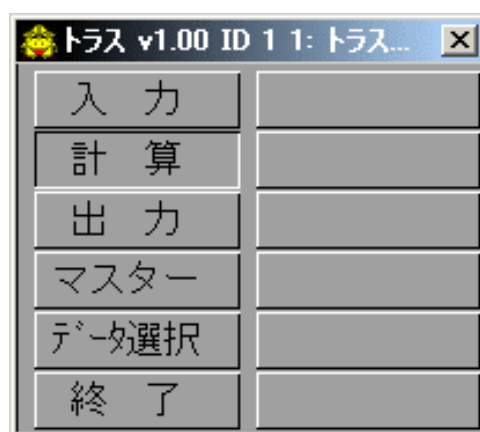 トラス v1.00 ID 1 1: トラス...
入 力
計 算
出 力
マスター
ﾃﾞｰﾀ選択
終 了